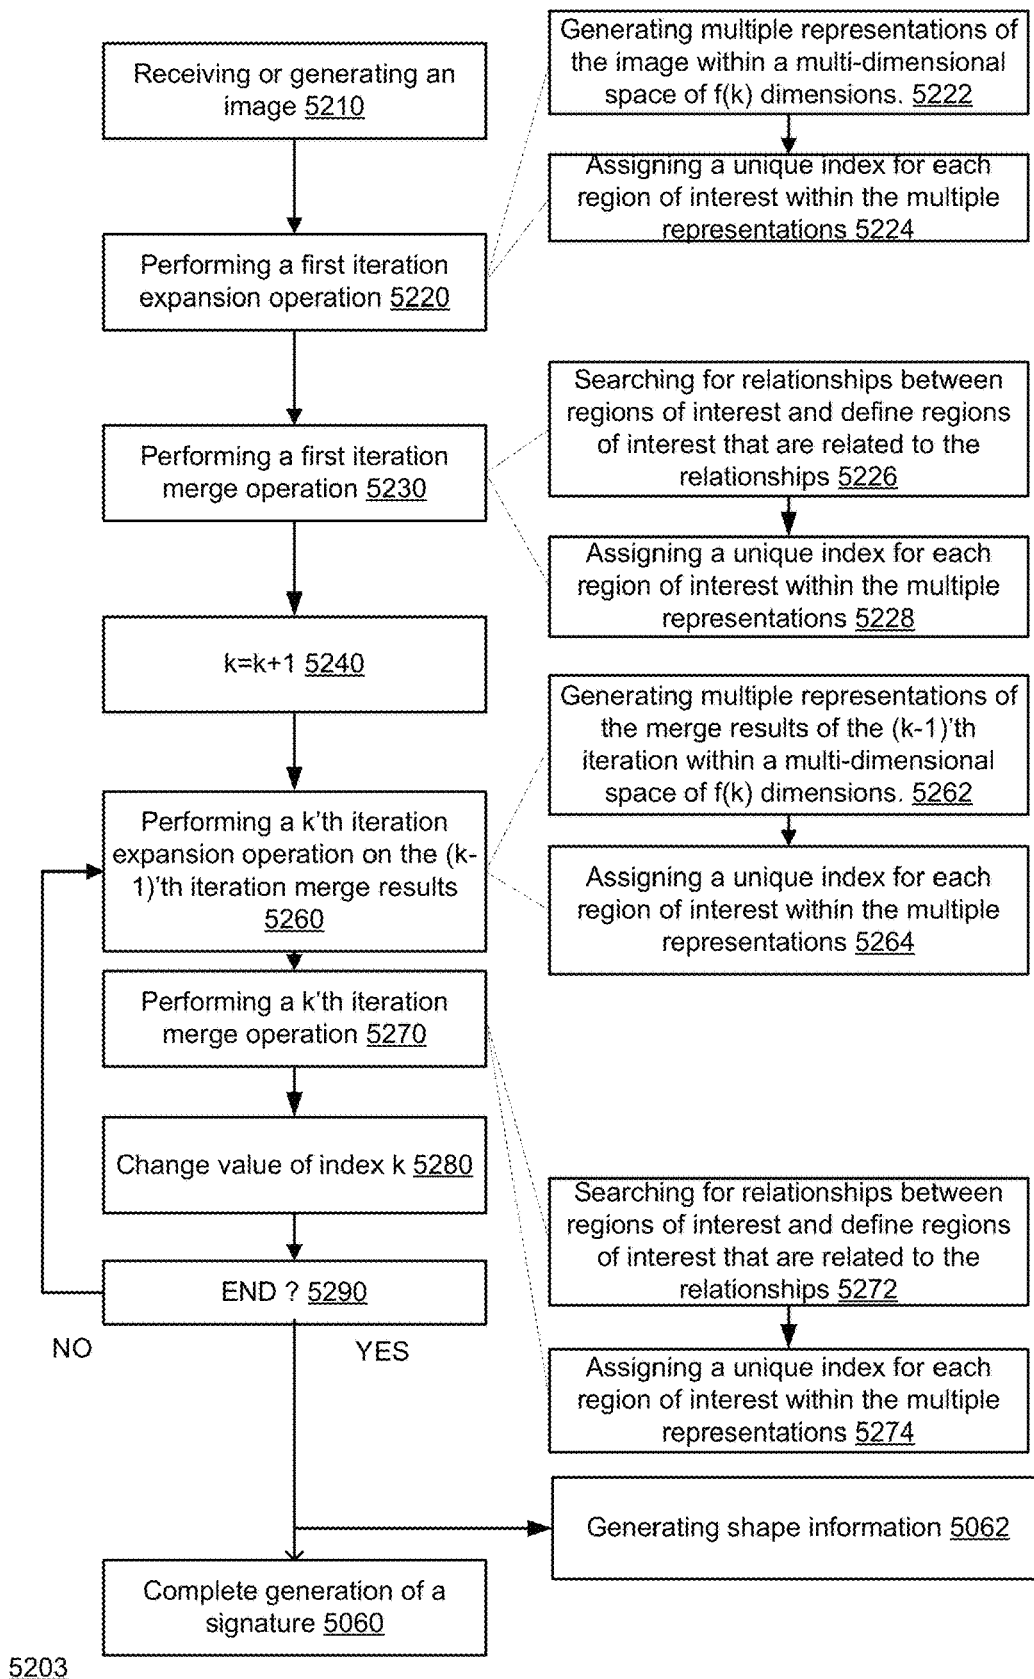 Receiving or generating an
image 5210
Generating multiple representations of
the image within a multi-dimensional
space of f(k) dimensions. 5222
Assigning a unique index for each
region of interest within the multiple
representations 5224
Performing a first iteration
expansion operation 5220
Performing a first iteration
merge operation 5230
Searching for relationships between
regions of interest and define regions
of interest that are related to the
relationships 5226
Assigning a unique index for each
region of interest within the multiple
representations 5228
k=k+1 5240
Generating multiple representations of
the merge results of the (k-1)'th
iteration within a multi-dimensional
space of f(k) dimensions. 5262
Performing a k'th iteration
expansion operation on the (k-
1)'th iteration merge results
5260
Assigning a unique index for each
region of interest within the multiple
representations 5264
Performing a k'th iteration
merge operation 5270
Change value of index k 5280
Searching for relationships between
regions of interest and define regions
of interest that are related to the
relationships 5272
END ? 5290
NO
YES
Assigning a unique index for each
region of interest within the multiple
representations 5274
Generating shape information 5062
Complete generation of a
signature 5060
5203